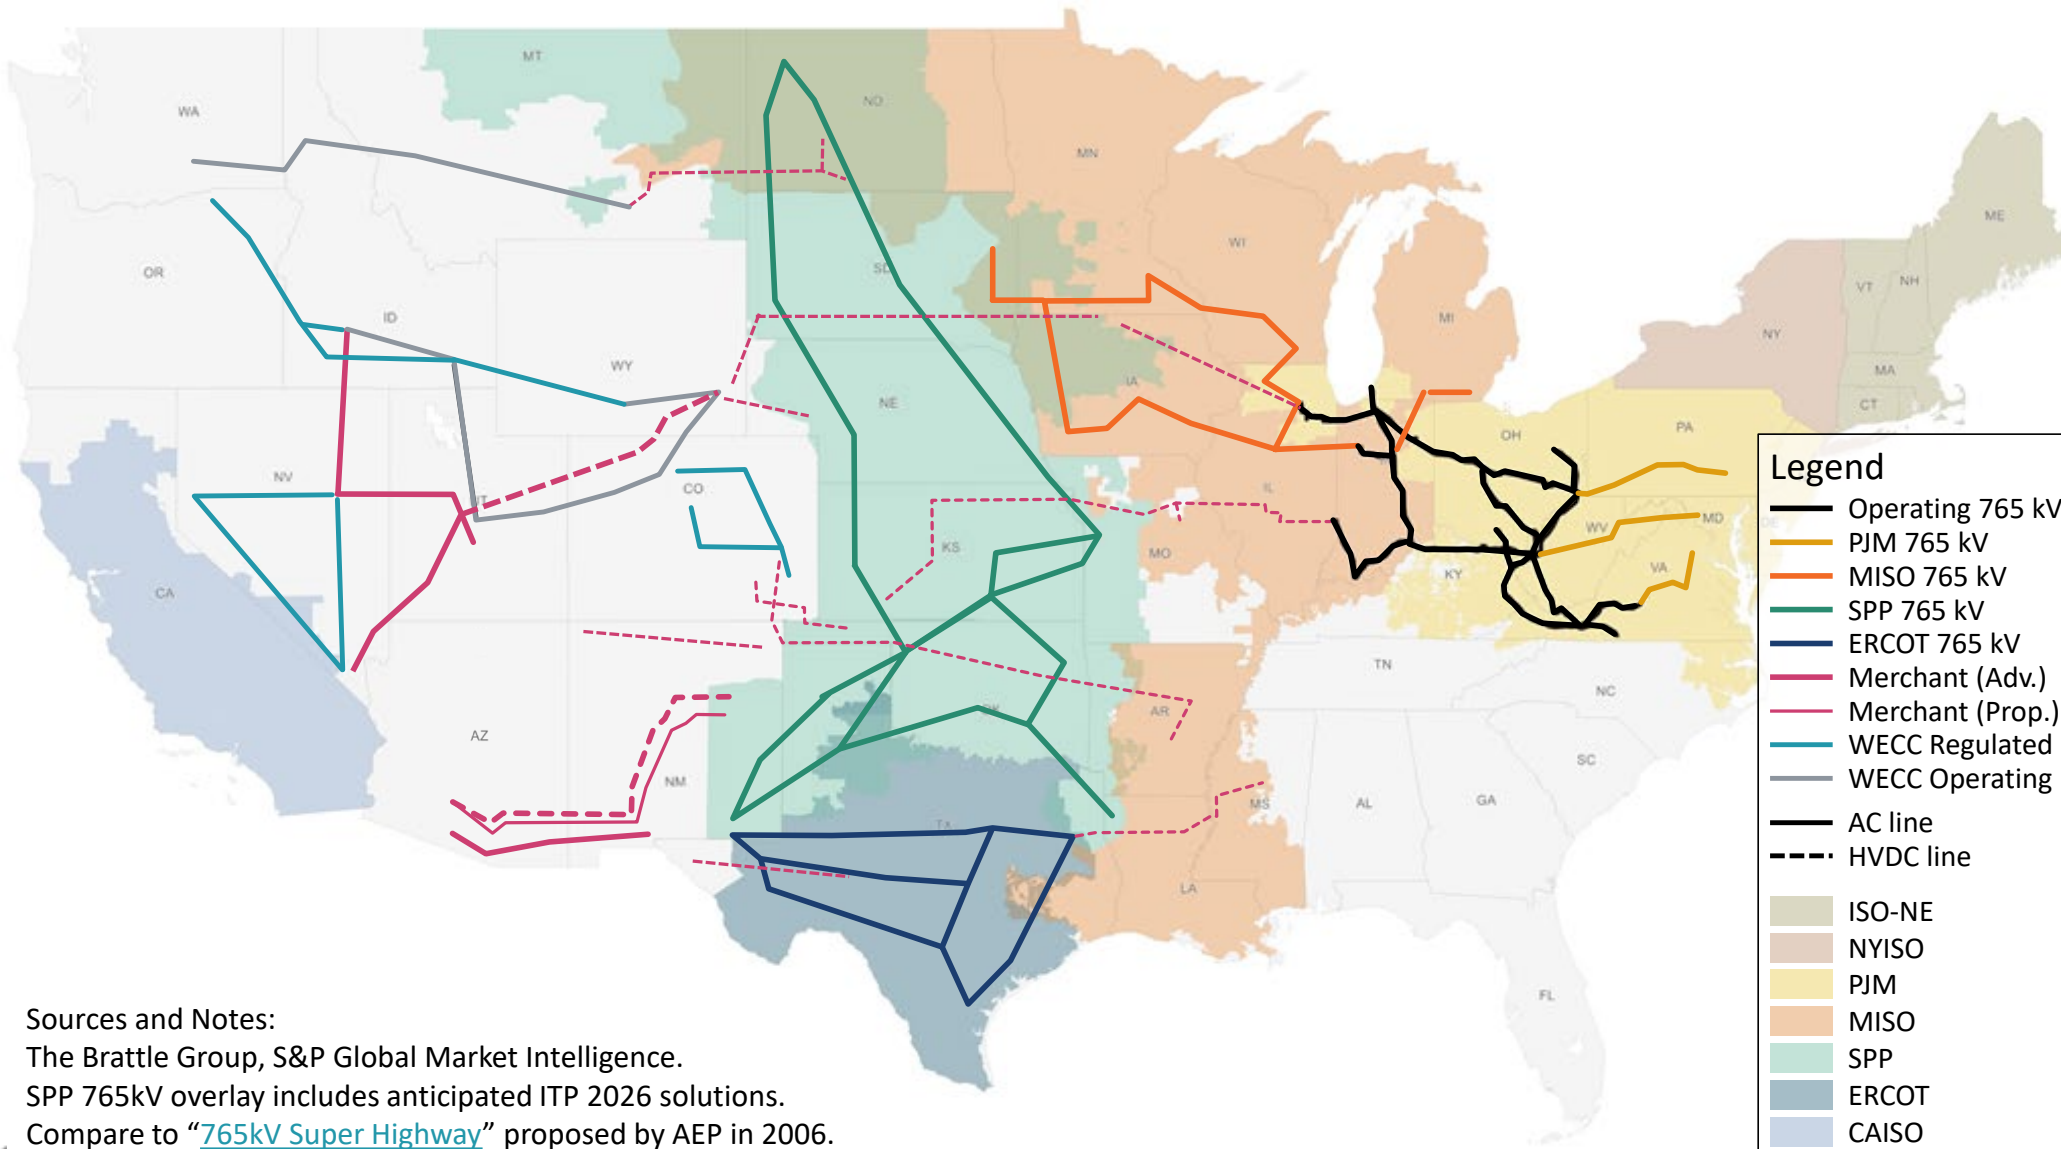 MT
ND
WA
MN
ME
WI
OR
SD
VT
NH
ID
MI
NY
WY
MA
IA
CT
NE
OH
PA
NV
UT
CO
IL
WV
MD
DE
KS
MO
KY
VA
CA
TN
NC
AZ
OK
AR
SC
NM
MS
AL
GA
TX
LA
FL
Legend
Operating 765 kV
PJM 765 kV
MISO 765 kV
SPP 765 kV
ERCOT 765 kV
Merchant (Adv.)
Merchant (Prop.)
WECC Regulated
WECC Operating
AC line
HVDC line
ISO-NE
NYISO
PJM
MISO
SPP
ERCOT
CAISO
Sources and Notes:
The Brattle Group, S&P Global Market Intelligence.
SPP 765kV overlay includes anticipated ITP 2026 solutions.
Compare to “765kV Super Highway” proposed by AEP in 2006.